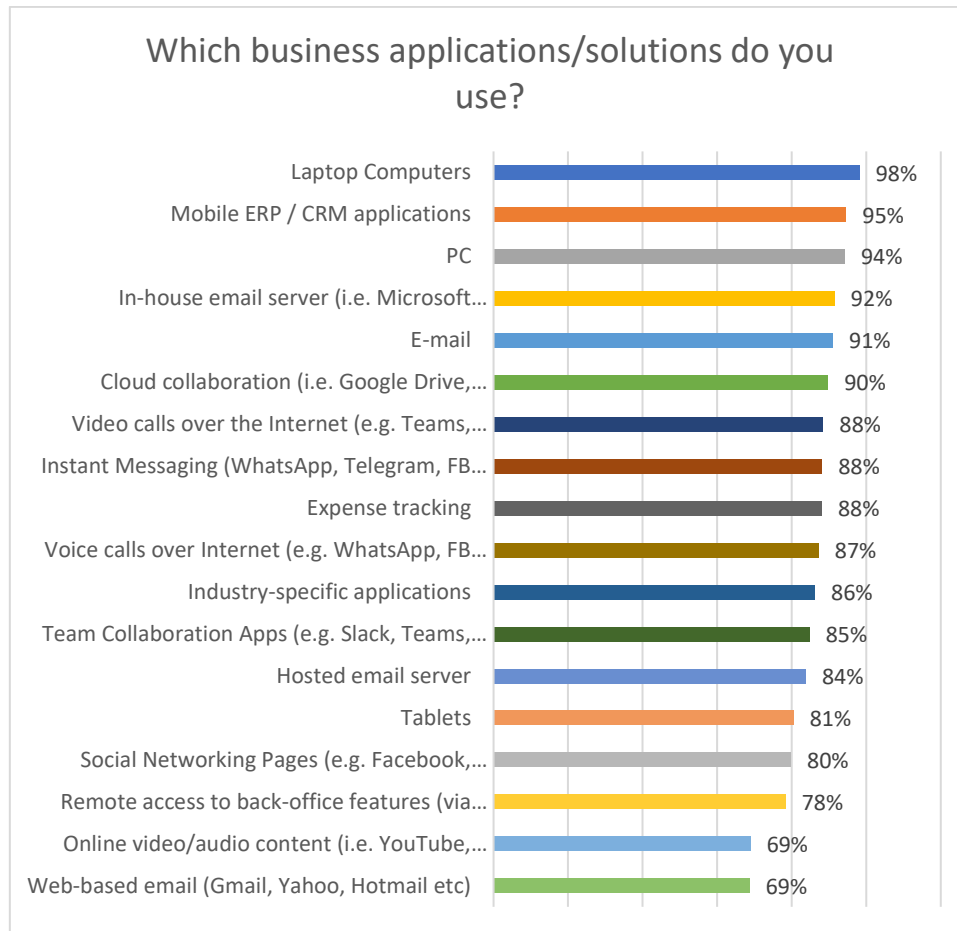 Which business applications/solutions do you
use?
Laptop Computers 98%
Mobile ERP / CRM applications 95%
PC 94%
In-house email server (i.e. Microsoft... 92%
E-mail 91%
Cloud collaboration (i.e. Google Drive,... 90%
Video calls over the Internet (e.g. Teams,... 88%
Instant Messaging (WhatsApp, Telegram, FB... 88%
Expense tracking 88%
Voice calls over Internet (e.g. WhatsApp, FB... 87%
Industry-specific applications 86%
Team Collaboration Apps (e.g. Slack, Teams,... 85%
Hosted email server 84%
Tablets 81%
Social Networking Pages (e.g. Facebook,... 80%
Remote access to back-office features (via... 78%
Online video/audio content (i.e. YouTube,... 69%
Web-based email (Gmail, Yahoo, Hotmail etc) 69%